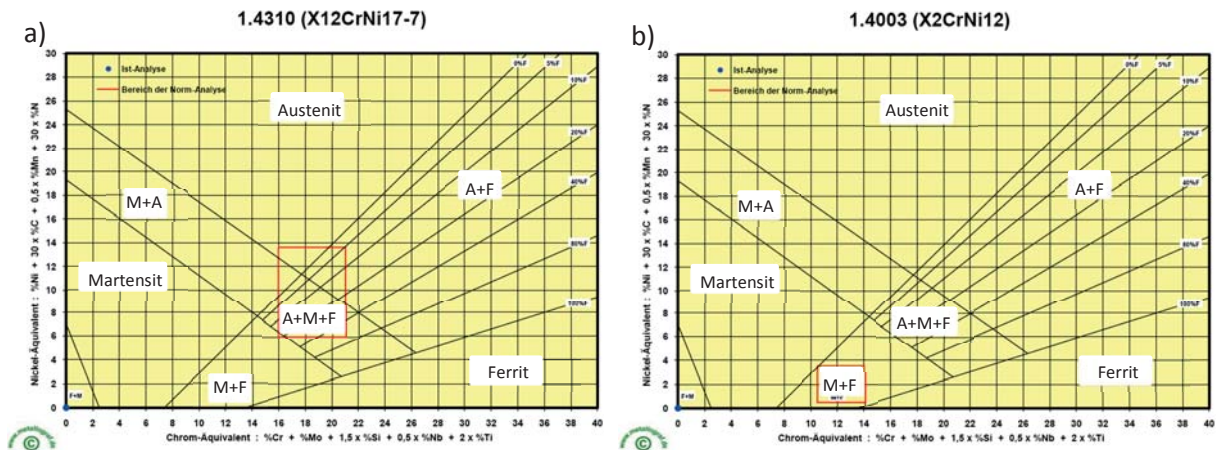 1.4310 (X12CrNi17-7)
a)
30
28
26
24
22
20
18
16
14
12
10
8
6
4
2
0
Nickel-Äquivalent : %Ni + 30 x %C + 0,5 x %Mn + 30 x %N
Ist-Analyse
Bereich der Norm-Analyse
Austenit
0%F
5%F
10%F
20%F
40%F
80%F
100%F
A+F
M+A
Martensit
A+M+F
M+F
Ferrit
F+M
0 2 4 6 8 10 12 14 16 18 20 22 24 26 28 30 32 34 36 38 40
Chrom-Äquivalent : %Cr + %Mo + 1,5 x %Si + 0,5 x %Nb + 2 x %Ti
www.metallograf.de
©
1.4003 (X2CrNi12)
b)
30
28
26
24
22
20
18
16
14
12
10
8
6
4
2
0
Nickel-Äquivalent : %Ni + 30 x %C + 0,5 x %Mn + 30 x %N
Ist-Analyse
Bereich der Norm-Analyse
Austenit
0%F
5%F
10%F
20%F
40%F
80%F
100%F
A+F
M+A
Martensit
A+M+F
M+F
Ferrit
F+M
0 2 4 6 8 10 12 14 16 18 20 22 24 26 28 30 32 34 36 38 40
Chrom-Äquivalent : %Cr + %Mo + 1,5 x %Si + 0,5 x %Nb + 2 x %Ti
www.metallograf.de
©